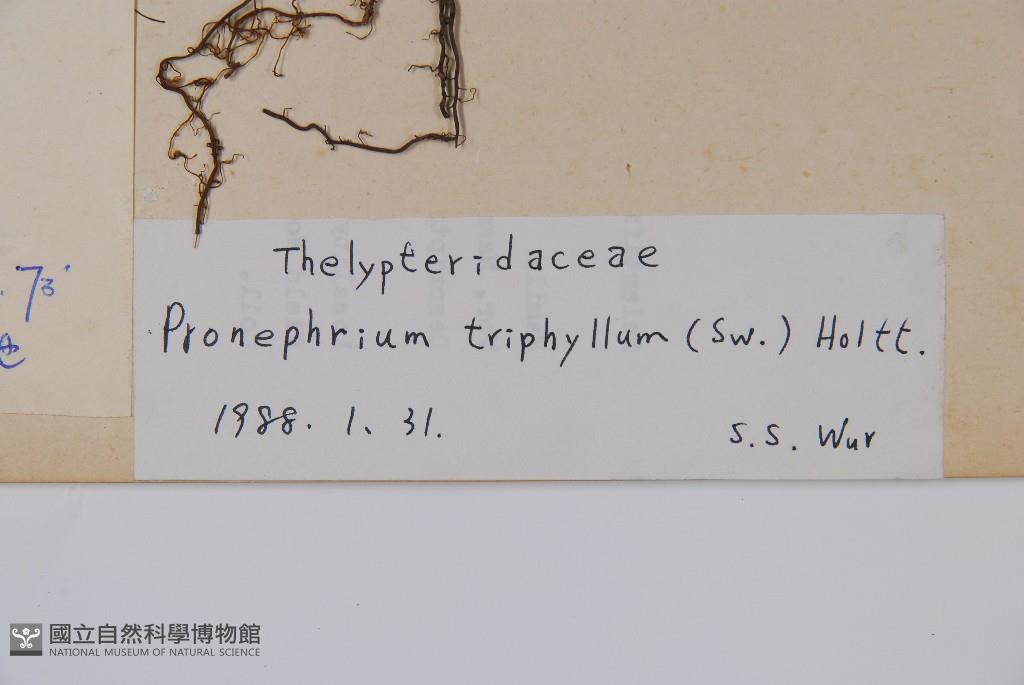 Thelypteridaceae
Pronephrium triphyllum (Sw.) Holtt.
1988. 1. 31.
S. S. Wur
國立自然科學博物館
NATIONAL MUSEUM OF NATURAL SCIENCE